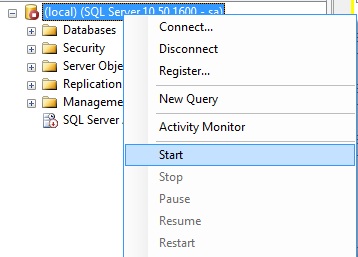 (local) (SQL Server 10.50.1600 - sa)
Databases
Security
Server Obje
Replication
Manageme
SQL Server
Connect...
Disconnect
Register...
New Query
Activity Monitor
Start
Stop
Pause
Resume
Restart